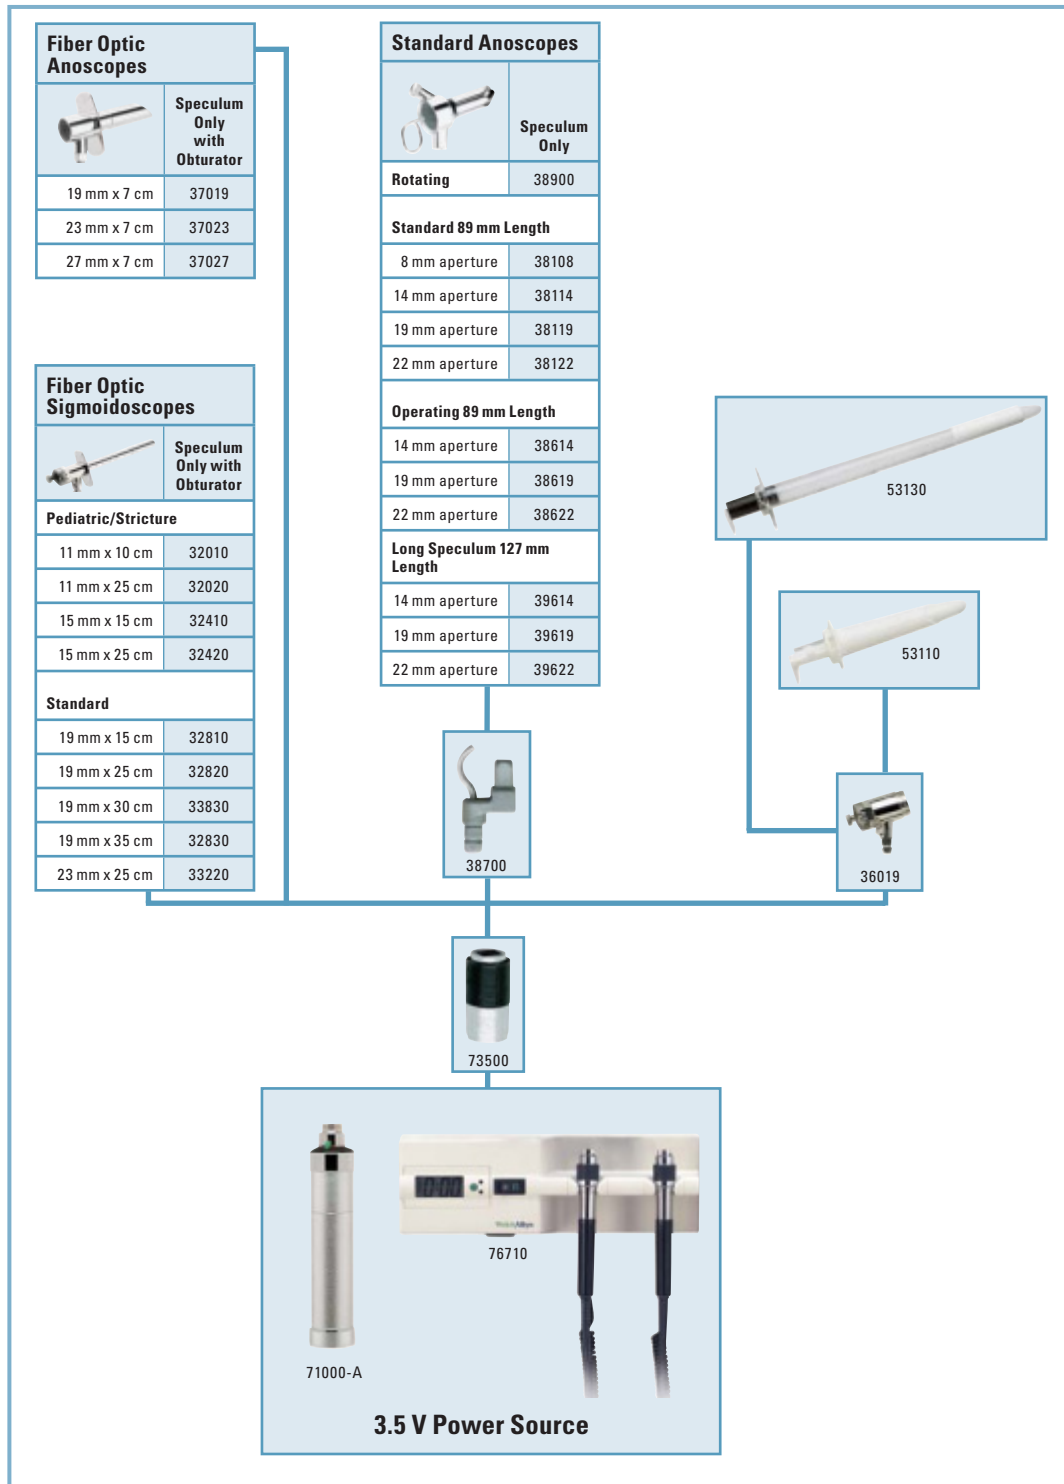 Fiber Optic
Anoscopes
Speculum
Only
with
Obturator
19 mm x 7 cm 37019
23 mm x 7 cm 37023
27 mm x 7 cm 37027
Fiber Optic
Sigmoidoscopes
Speculum
Only with
Obturator
Pediatric/Stricture
11 mm x 10 cm 32010
11 mm x 25 cm 32020
15 mm x 15 cm 32410
15 mm x 25 cm 32420
Standard
19 mm x 15 cm 32810
19 mm x 25 cm 32820
19 mm x 30 cm 33830
19 mm x 35 cm 32830
23 mm x 25 cm 33220
Standard Anoscopes
Speculum
Only
Rotating 38900
Standard 89 mm Length
8 mm aperture 38108
14 mm aperture 38114
19 mm aperture 38119
22 mm aperture 38122
Operating 89 mm Length
14 mm aperture 38614
19 mm aperture 38619
22 mm aperture 38622
Long Speculum 127 mm
Length
14 mm aperture 39614
19 mm aperture 39619
22 mm aperture 39622
53130
53110
38700
36019
73500
10:00
WelchAllyn
76710
71000-A
3.5 V Power Source